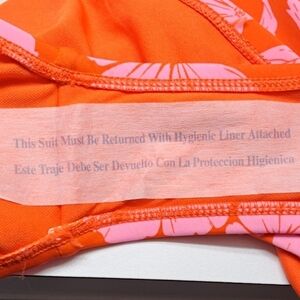 This Suit Must Be Returned With Hygienic Liner Attached
Este Traje Debe Ser Devuelto Con La Proteccion Higienica